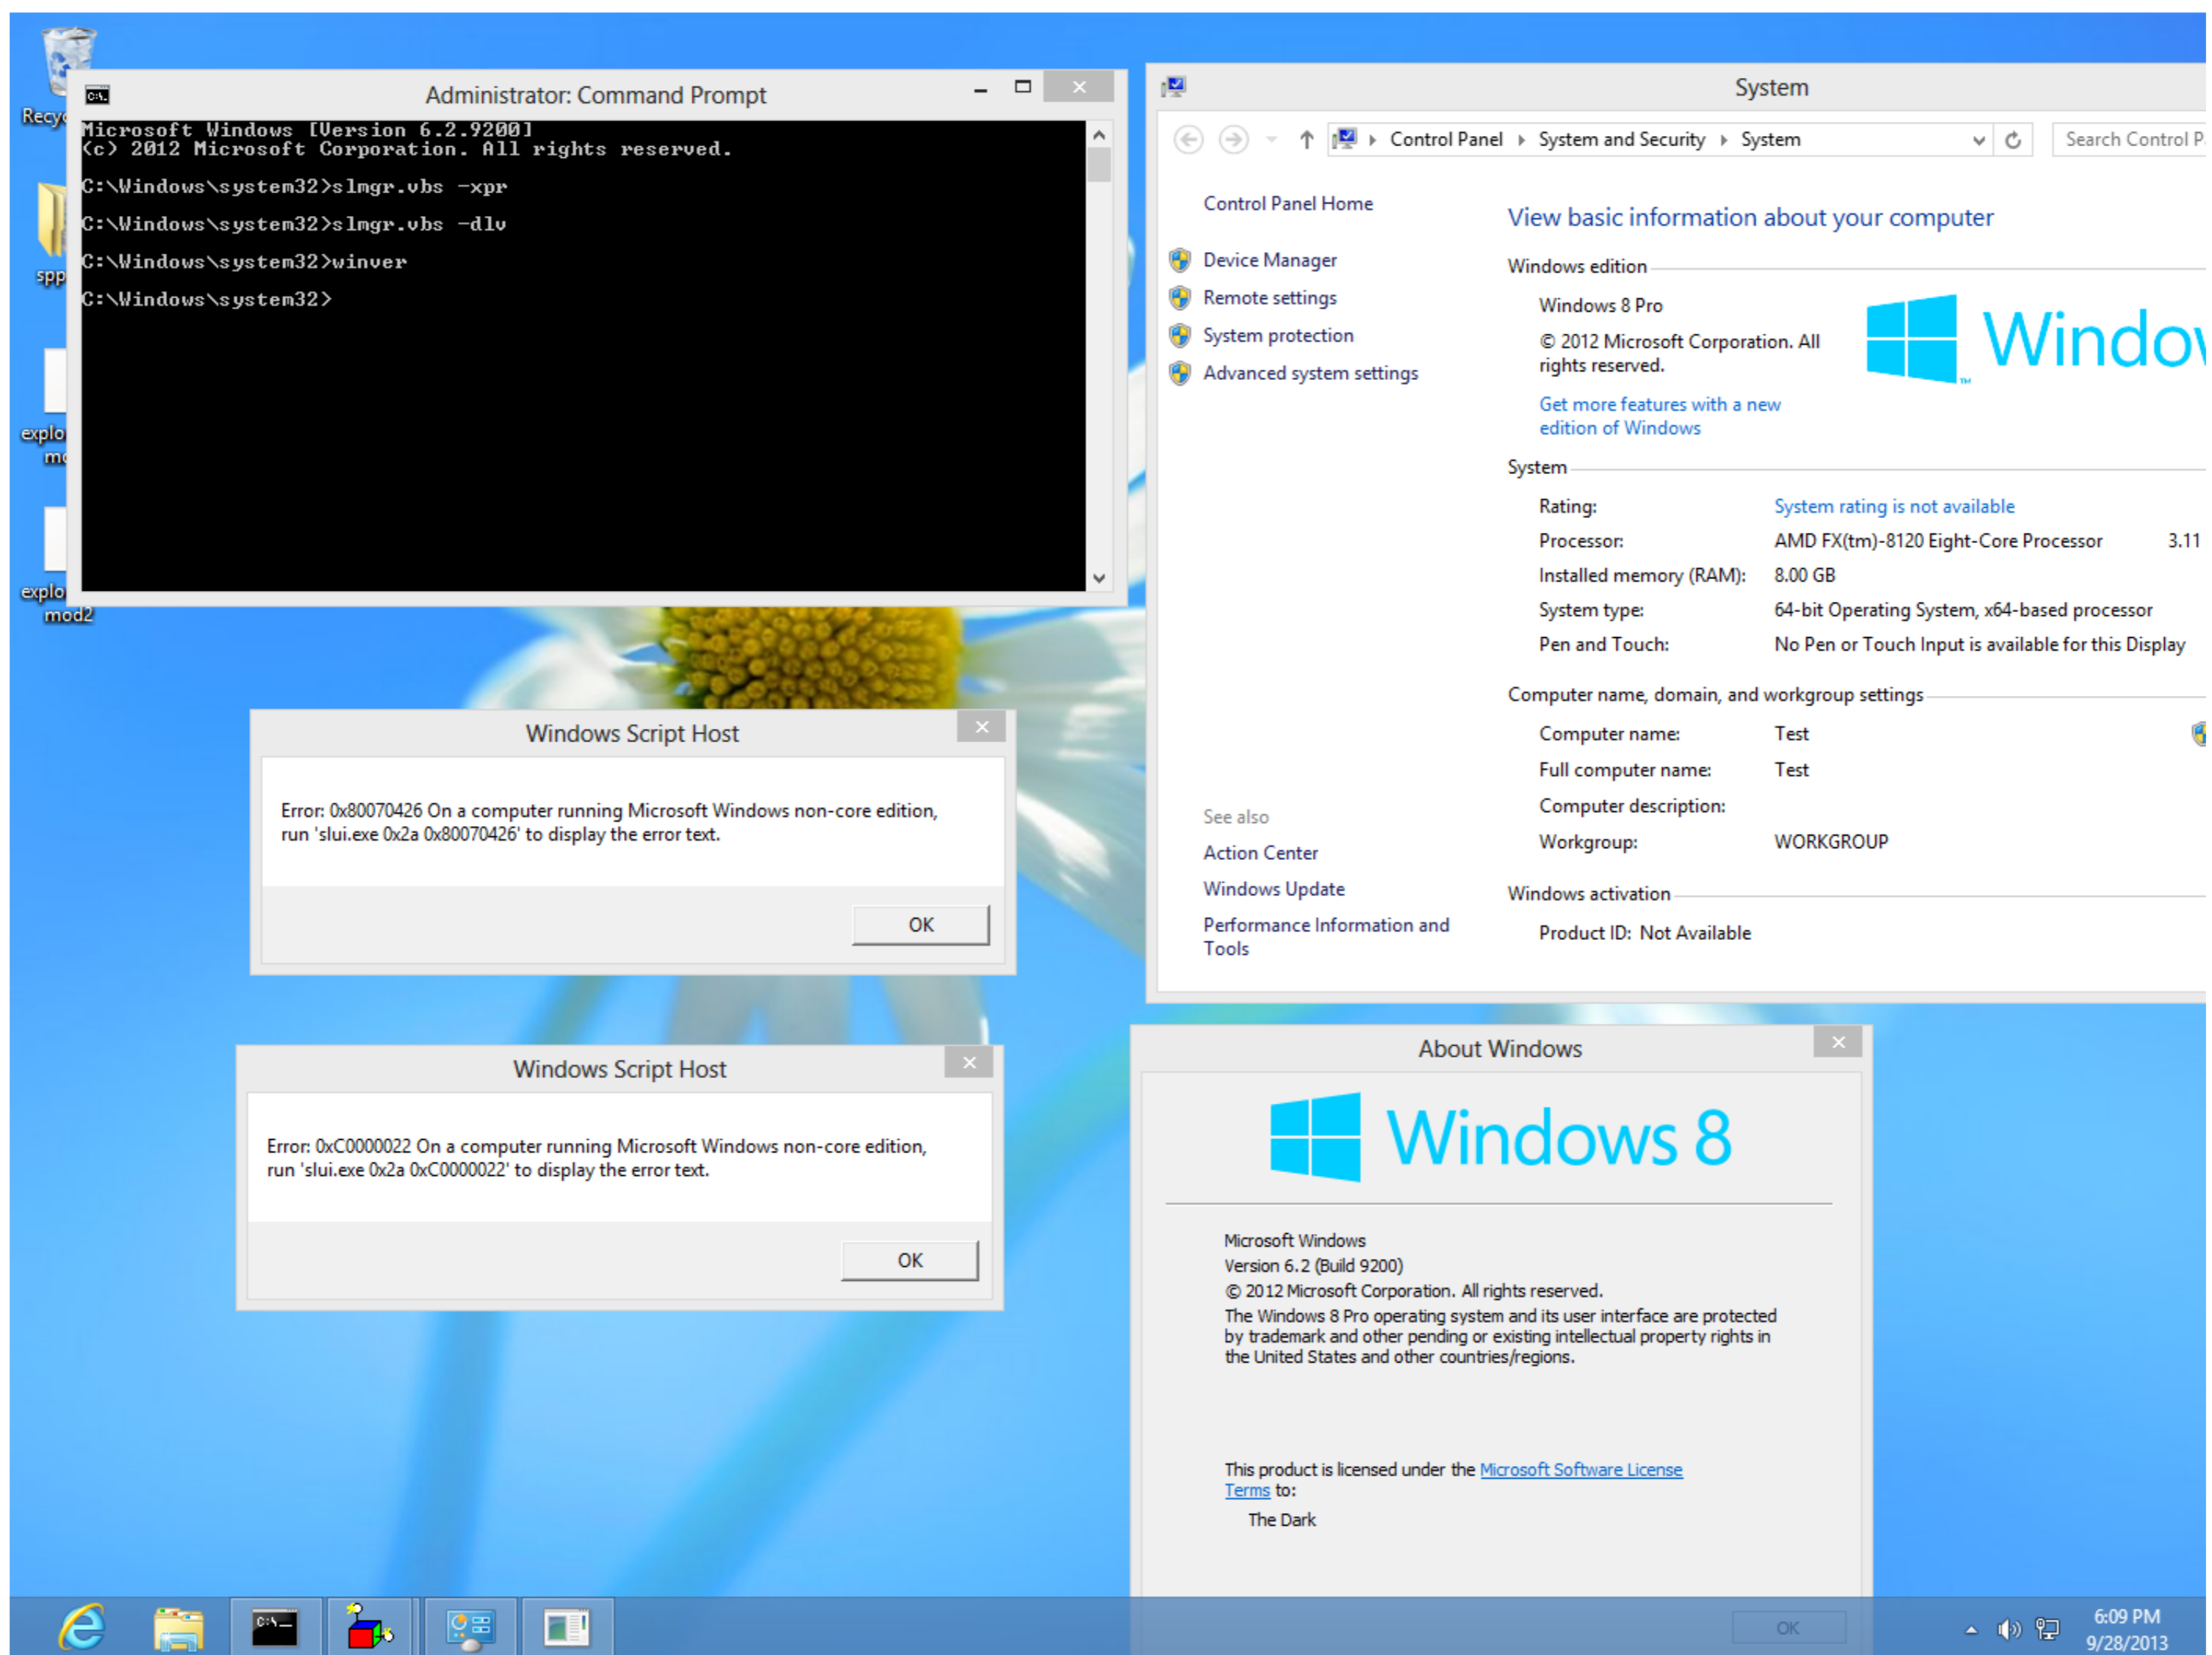 Recyc
spp
explo
mo
explo
mod2
Administrator: Command Prompt
Microsoft Windows [Version 6.2.9200]
(c) 2012 Microsoft Corporation. All rights reserved.
C:\Windows\system32>slmgr.vbs -xpr
C:\Windows\system32>slmgr.vbs -dlv
C:\Windows\system32>winver
C:\Windows\system32>
System
Control Panel
System and Security
System
Search Control P
Control Panel Home
Device Manager
Remote settings
System protection
Advanced system settings
See also
Action Center
Windows Update
Performance Information and
Tools
View basic information about your computer
Windows edition
Windows 8 Pro
© 2012 Microsoft Corporation. All
rights reserved.
Get more features with a new
edition of Windows
Window
System
Rating: System rating is not available
Processor: AMD FX(tm)-8120 Eight-Core Processor 3.11
Installed memory (RAM): 8.00 GB
System type: 64-bit Operating System, x64-based processor
Pen and Touch: No Pen or Touch Input is available for this Display
Computer name, domain, and workgroup settings
Computer name: Test
Full computer name: Test
Computer description:
Workgroup: WORKGROUP
Windows activation
Product ID: Not Available
Windows Script Host
Error: 0x80070426 On a computer running Microsoft Windows non-core edition,
run 'slui.exe 0x2a 0x80070426' to display the error text.
OK
Windows Script Host
Error: 0xC0000022 On a computer running Microsoft Windows non-core edition,
run 'slui.exe 0x2a 0xC0000022' to display the error text.
OK
About Windows
Windows 8
Microsoft Windows
Version 6.2 (Build 9200)
© 2012 Microsoft Corporation. All rights reserved.
The Windows 8 Pro operating system and its user interface are protected
by trademark and other pending or existing intellectual property rights in
the United States and other countries/regions.
This product is licensed under the Microsoft Software License
Terms to:
The Dark
OK
6:09 PM
9/28/2013